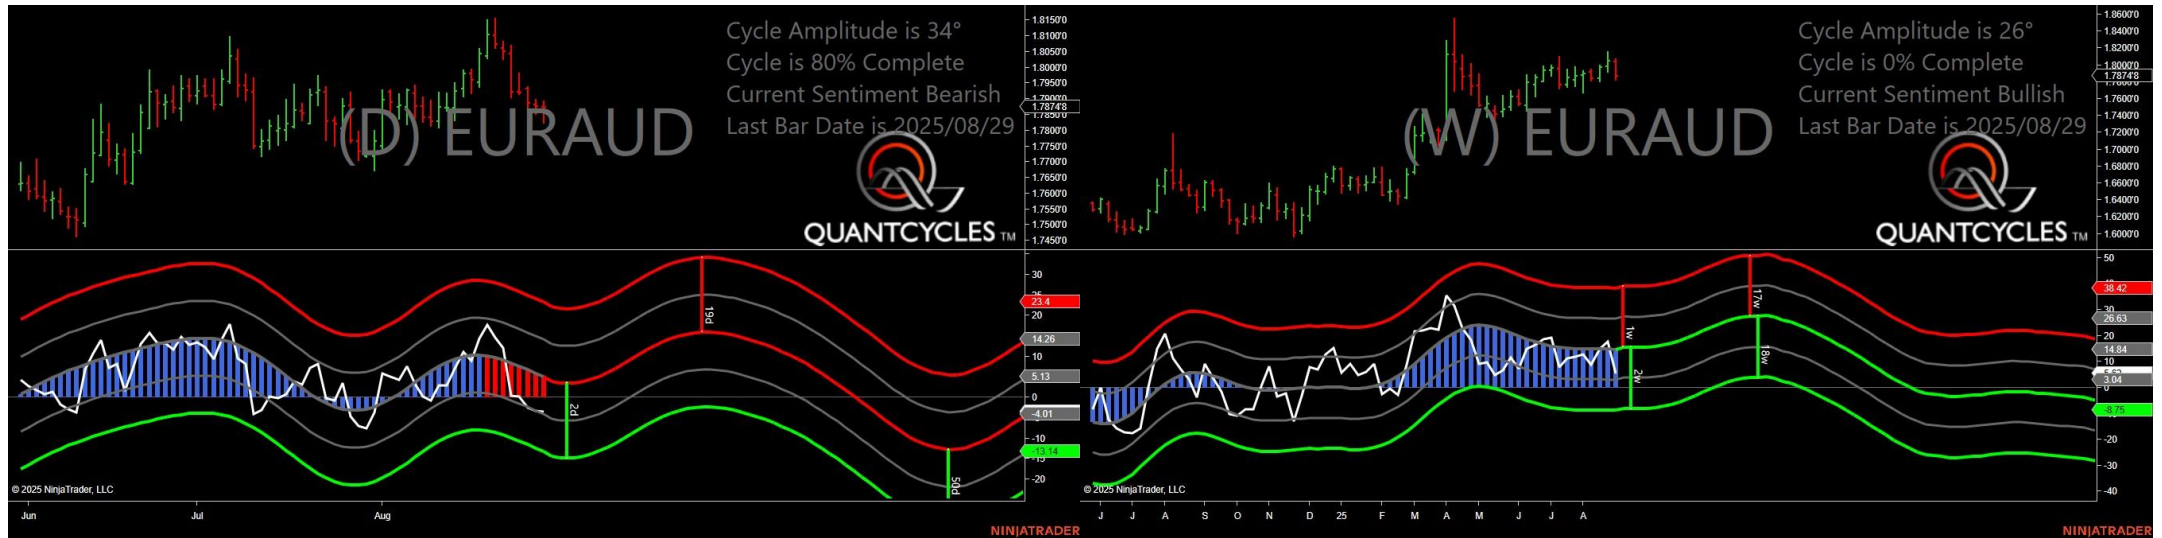 Cycle Amplitude is 34°
Cycle is 80% Complete
Current Sentiment Bearish
Last Bar Date is 2025/08/29
(D) EURAUD
QUANTCYCLES TM
1.8150'0
1.8100'0
1.8050'0
1.8000'0
1.7950'0
1.7900'0
1.7874'8
1.7850'0
1.7800'0
1.7750'0
1.7700'0
1.7650'0
1.7600'0
1.7550'0
1.7500'0
1.7450'0
30
23.4
20
14.26
10
5.13
0
-4.01
-10
-13.14
-15
-20
19d
2d
50d
© 2025 NinjaTrader, LLC
Jun Jul Aug
NINJATRADER
Cycle Amplitude is 26°
Cycle is 0% Complete
Current Sentiment Bullish
Last Bar Date is 2025/08/29
(W) EURAUD
QUANTCYCLES TM
1.8600'0
1.8400'0
1.8200'0
1.8000'0
1.7874'8
1.7600'0
1.7400'0
1.7200'0
1.7000'0
1.6800'0
1.6600'0
1.6400'0
1.6200'0
1.6000'0
50
38.42
30
26.63
20
14.84
10
3.04
0
-8.75
-20
-30
-40
1w
2w
17w
18w
© 2025 NinjaTrader, LLC
J J A S O N D 25 F M A M J J A
NINJATRADER